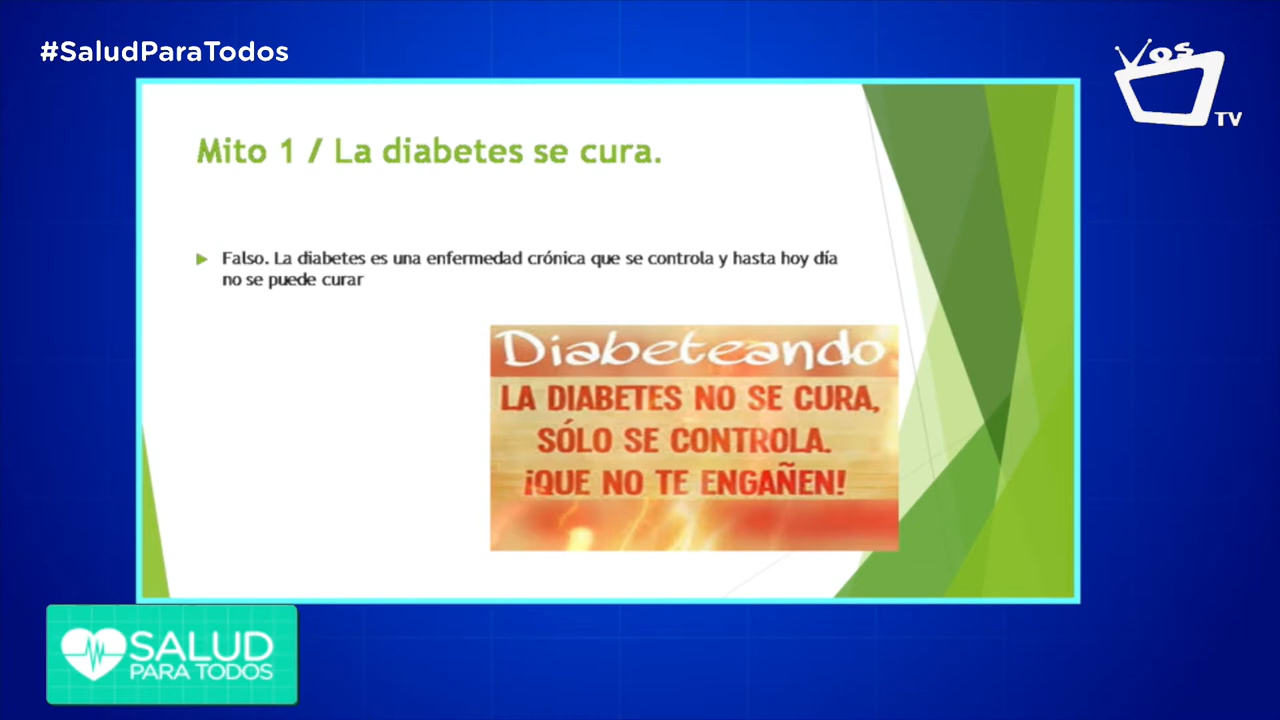 #SaludParaTodos
Vos
TV
Mito 1 / La diabetes se cura.
Falso. La diabetes es una enfermedad crónica que se controla y hasta hoy día
no se puede curar
Diabeteando
LA DIABETES NO SE CURA,
SÓLO SE CONTROLA.
¡QUE NO TE ENGAÑEN!
SALUD
PARA TODOS